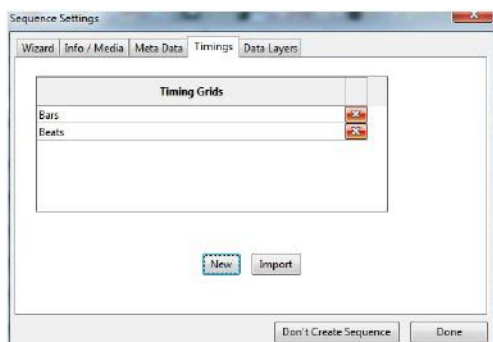 Sequence Settings
Wizard Info / Media Meta Data Timings Data Layers
Timing Grids
Bars
Beats
New Import
Don't Create Sequence Done